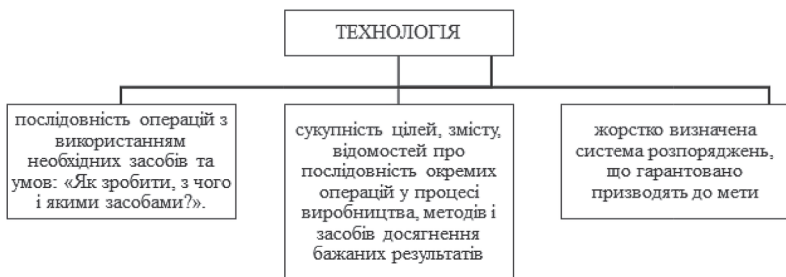 ТЕХНОЛОГІЯ
послідовність операцій з
використанням
необхідних засобів та
умов: «Як зробити, з чого
і якими засобами?».
сукупність цілей, змісту,
відомостей про
послідовність окремих
операцій у процесі
виробництва, методів і
засобів досягнення
бажаних результатів
жорстко визначена
система розпоряджень,
що гарантовано
призводять до мети